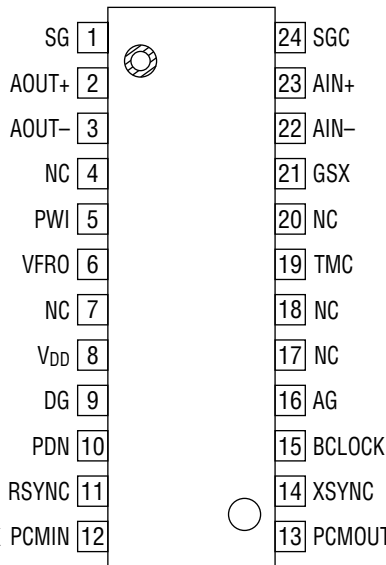 SG 1 24 SGC
AOUT+ 2 23 AIN+
AOUT– 3 22 AIN–
NC 4 21 GSX
PWI 5 20 NC
VFRO 6 19 TMC
NC 7 18 NC
VDD 8 17 NC
DG 9 16 AG
PDN 10 15 BCLOCK
RSYNC 11 14 XSYNC
PCMIN 12 13 PCMOUT